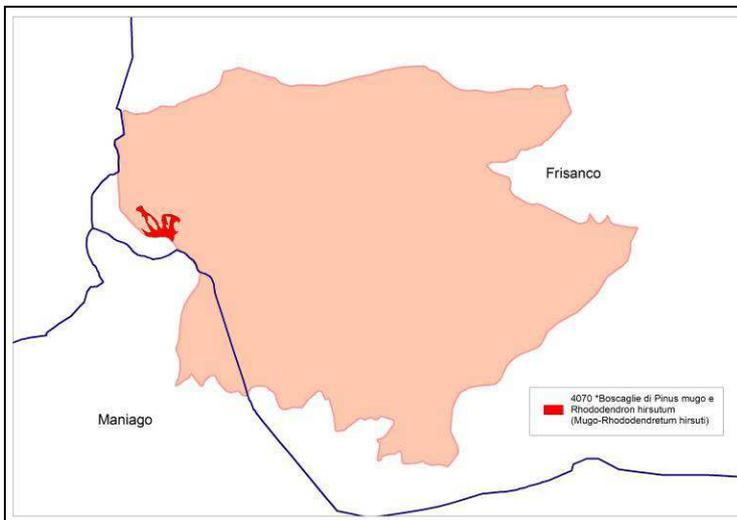 Frisanco
Maniago
4070 *Boscaglie di Pinus mugo e
Rhododendron hirsutum
(Mugo-Rhododendretum hirsuti)